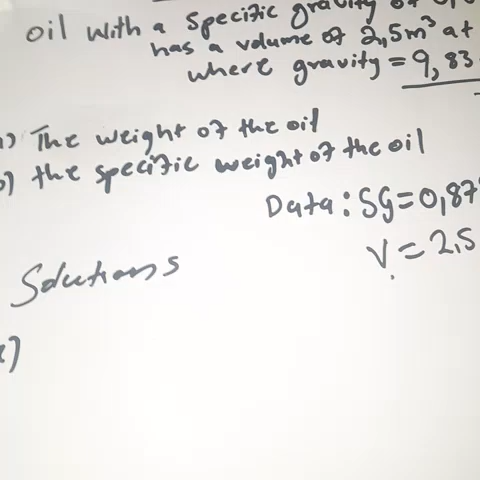 oil with a specific gravity of
has a volume of 2,5m³ at
where gravity = 9,83
a) The weight of the oil
b) the specific weight of the oil
Data: SG=0,87
V = 2.5
Solutions